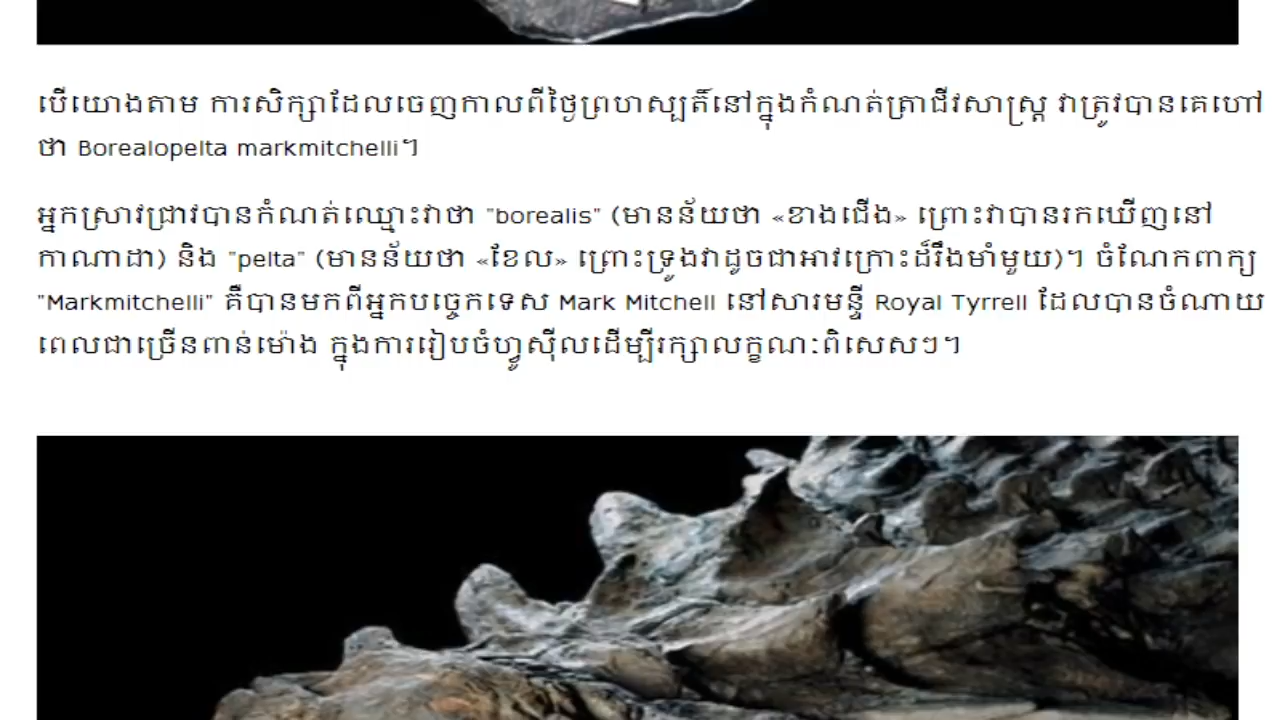 បើយោងតាម ការសិក្សាដែលចេញកាលពីថ្ងៃព្រហស្បតិ៍នៅក្នុងកំណត់ត្រាជីវសាស្ត្រ វាត្រូវបានគេហៅ
ថា Borealopelta markmitchelli។
អ្នកស្រាវជ្រាវបានកំណត់ឈ្មោះវាថា "borealis" (មានន័យថា «ខាងជើង» ព្រោះវាបានរកឃើញនៅ
កាណាដា) និង "pelta" (មានន័យថា «ខែល» ព្រោះទ្រូងវាដូចជាអាវក្រោះដ៏រឹងមាំមួយ)។ ចំណែកពាក្យ
"Markmitchelli" គឺបានមកពីអ្នកបច្ចេកទេស Mark Mitchell នៅសារមន្ទី Royal Tyrrell ដែលបានចំណាយ
ពេលជាច្រើនពាន់ម៉ោង ក្នុងការរៀបចំហ្វូស៊ីលដើម្បីរក្សាលក្ខណៈពិសេសៗ។